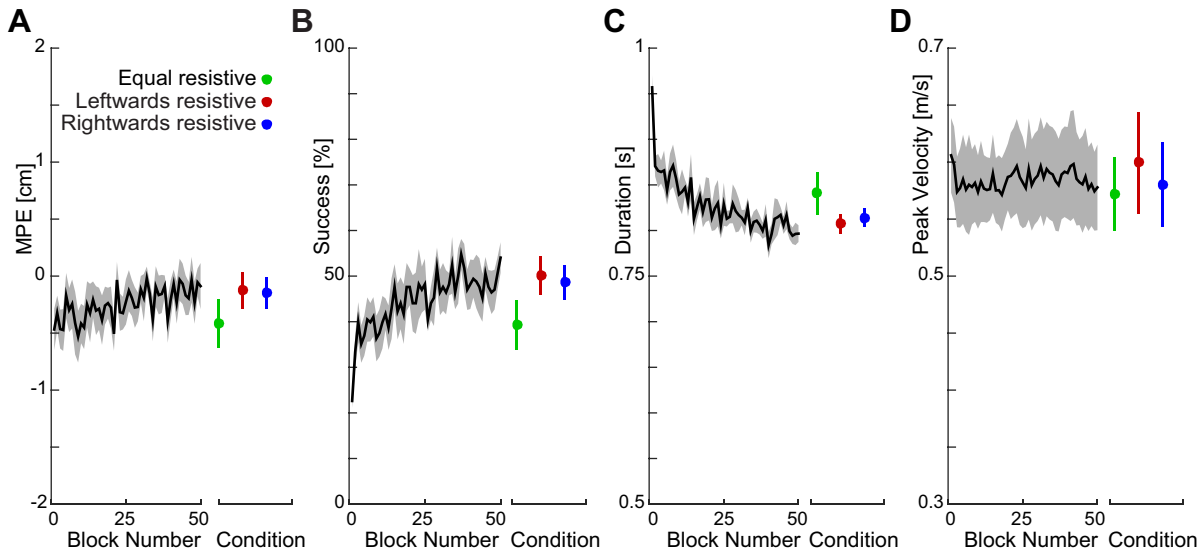 A
B
C
D
MPE [cm]
2
1
0
-1
-2
Equal resistive
Leftwards resistive
Rightwards resistive
0 25 50
Block Number Condition
Success [%]
100
50
0
0 25 50
Block Number Condition
Duration [s]
1
0.75
0.5
0 25 50
Block Number Condition
Peak Velocity [m/s]
0.7
0.5
0.3
0 25 50
Block Number Condition